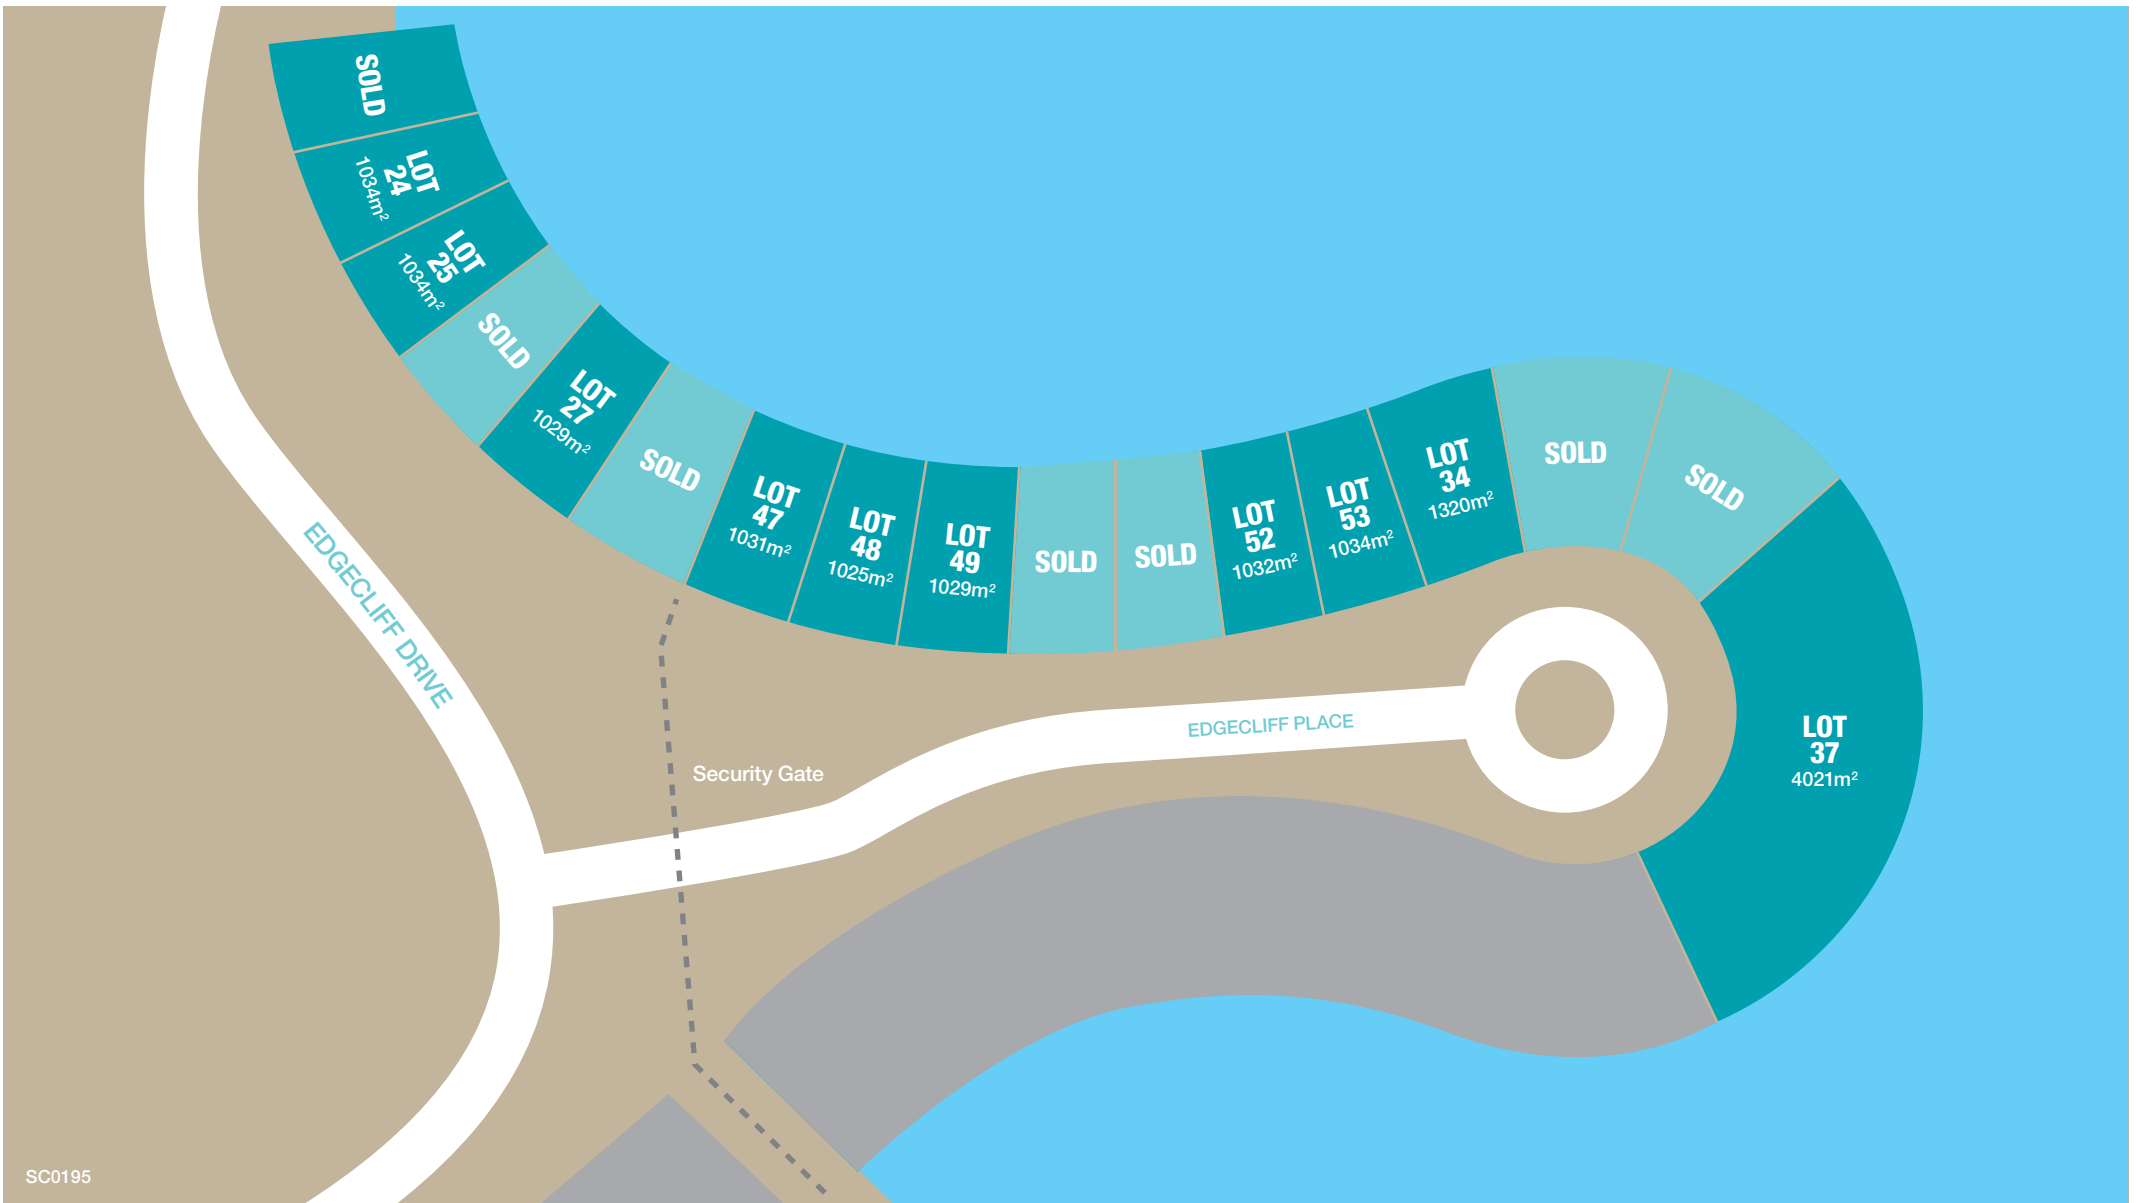 SOLD
LOT
24
1034m²
LOT
25
1034m²
SOLD
LOT
27
1029m²
SOLD
LOT
47
1031m²
LOT
48
1025m²
LOT
49
1029m²
SOLD
SOLD
LOT
52
1032m²
LOT
53
1034m²
LOT
34
1320m²
SOLD
SOLD
LOT
37
4021m²
EDGECLIFF DRIVE
EDGECLIFF PLACE
Security Gate
SC0195